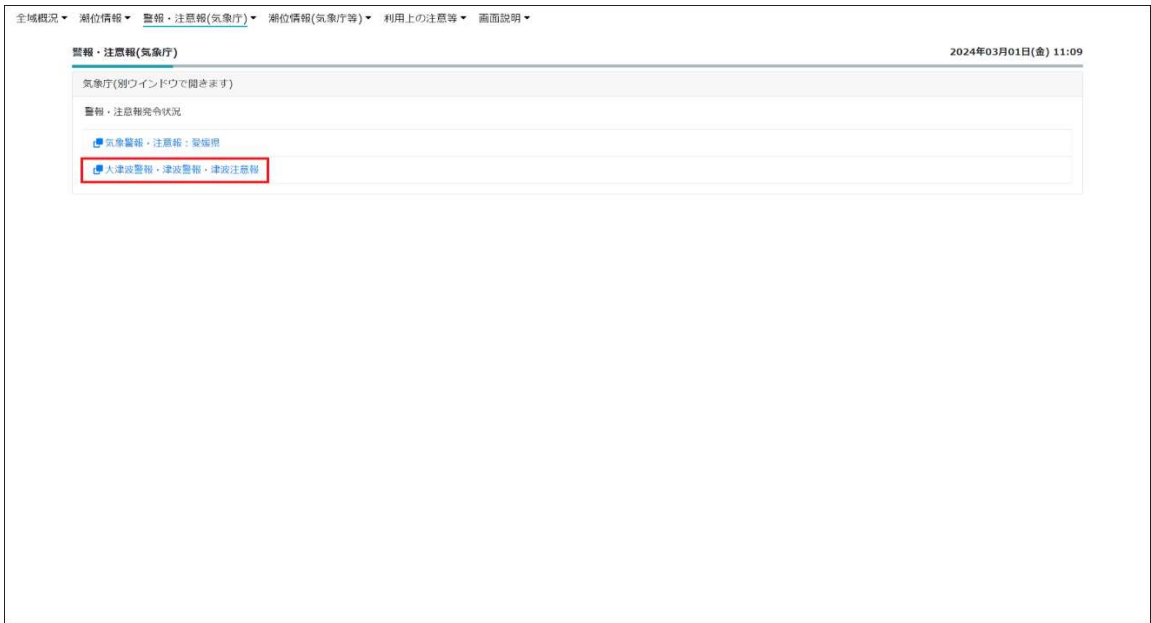 全域概況▼ 潮位情報▼ 警報・注意報(気象庁)▼ 潮位情報(気象庁等)▼ 利用上の注意等▼ 画面説明▼
警報・注意報(気象庁) 2024年03月01日(金) 11:09
気象庁(別ウインドウで開きます)
警報・注意報発令状況
気象警報・注意報：愛媛県
大津波警報・津波警報・津波注意報